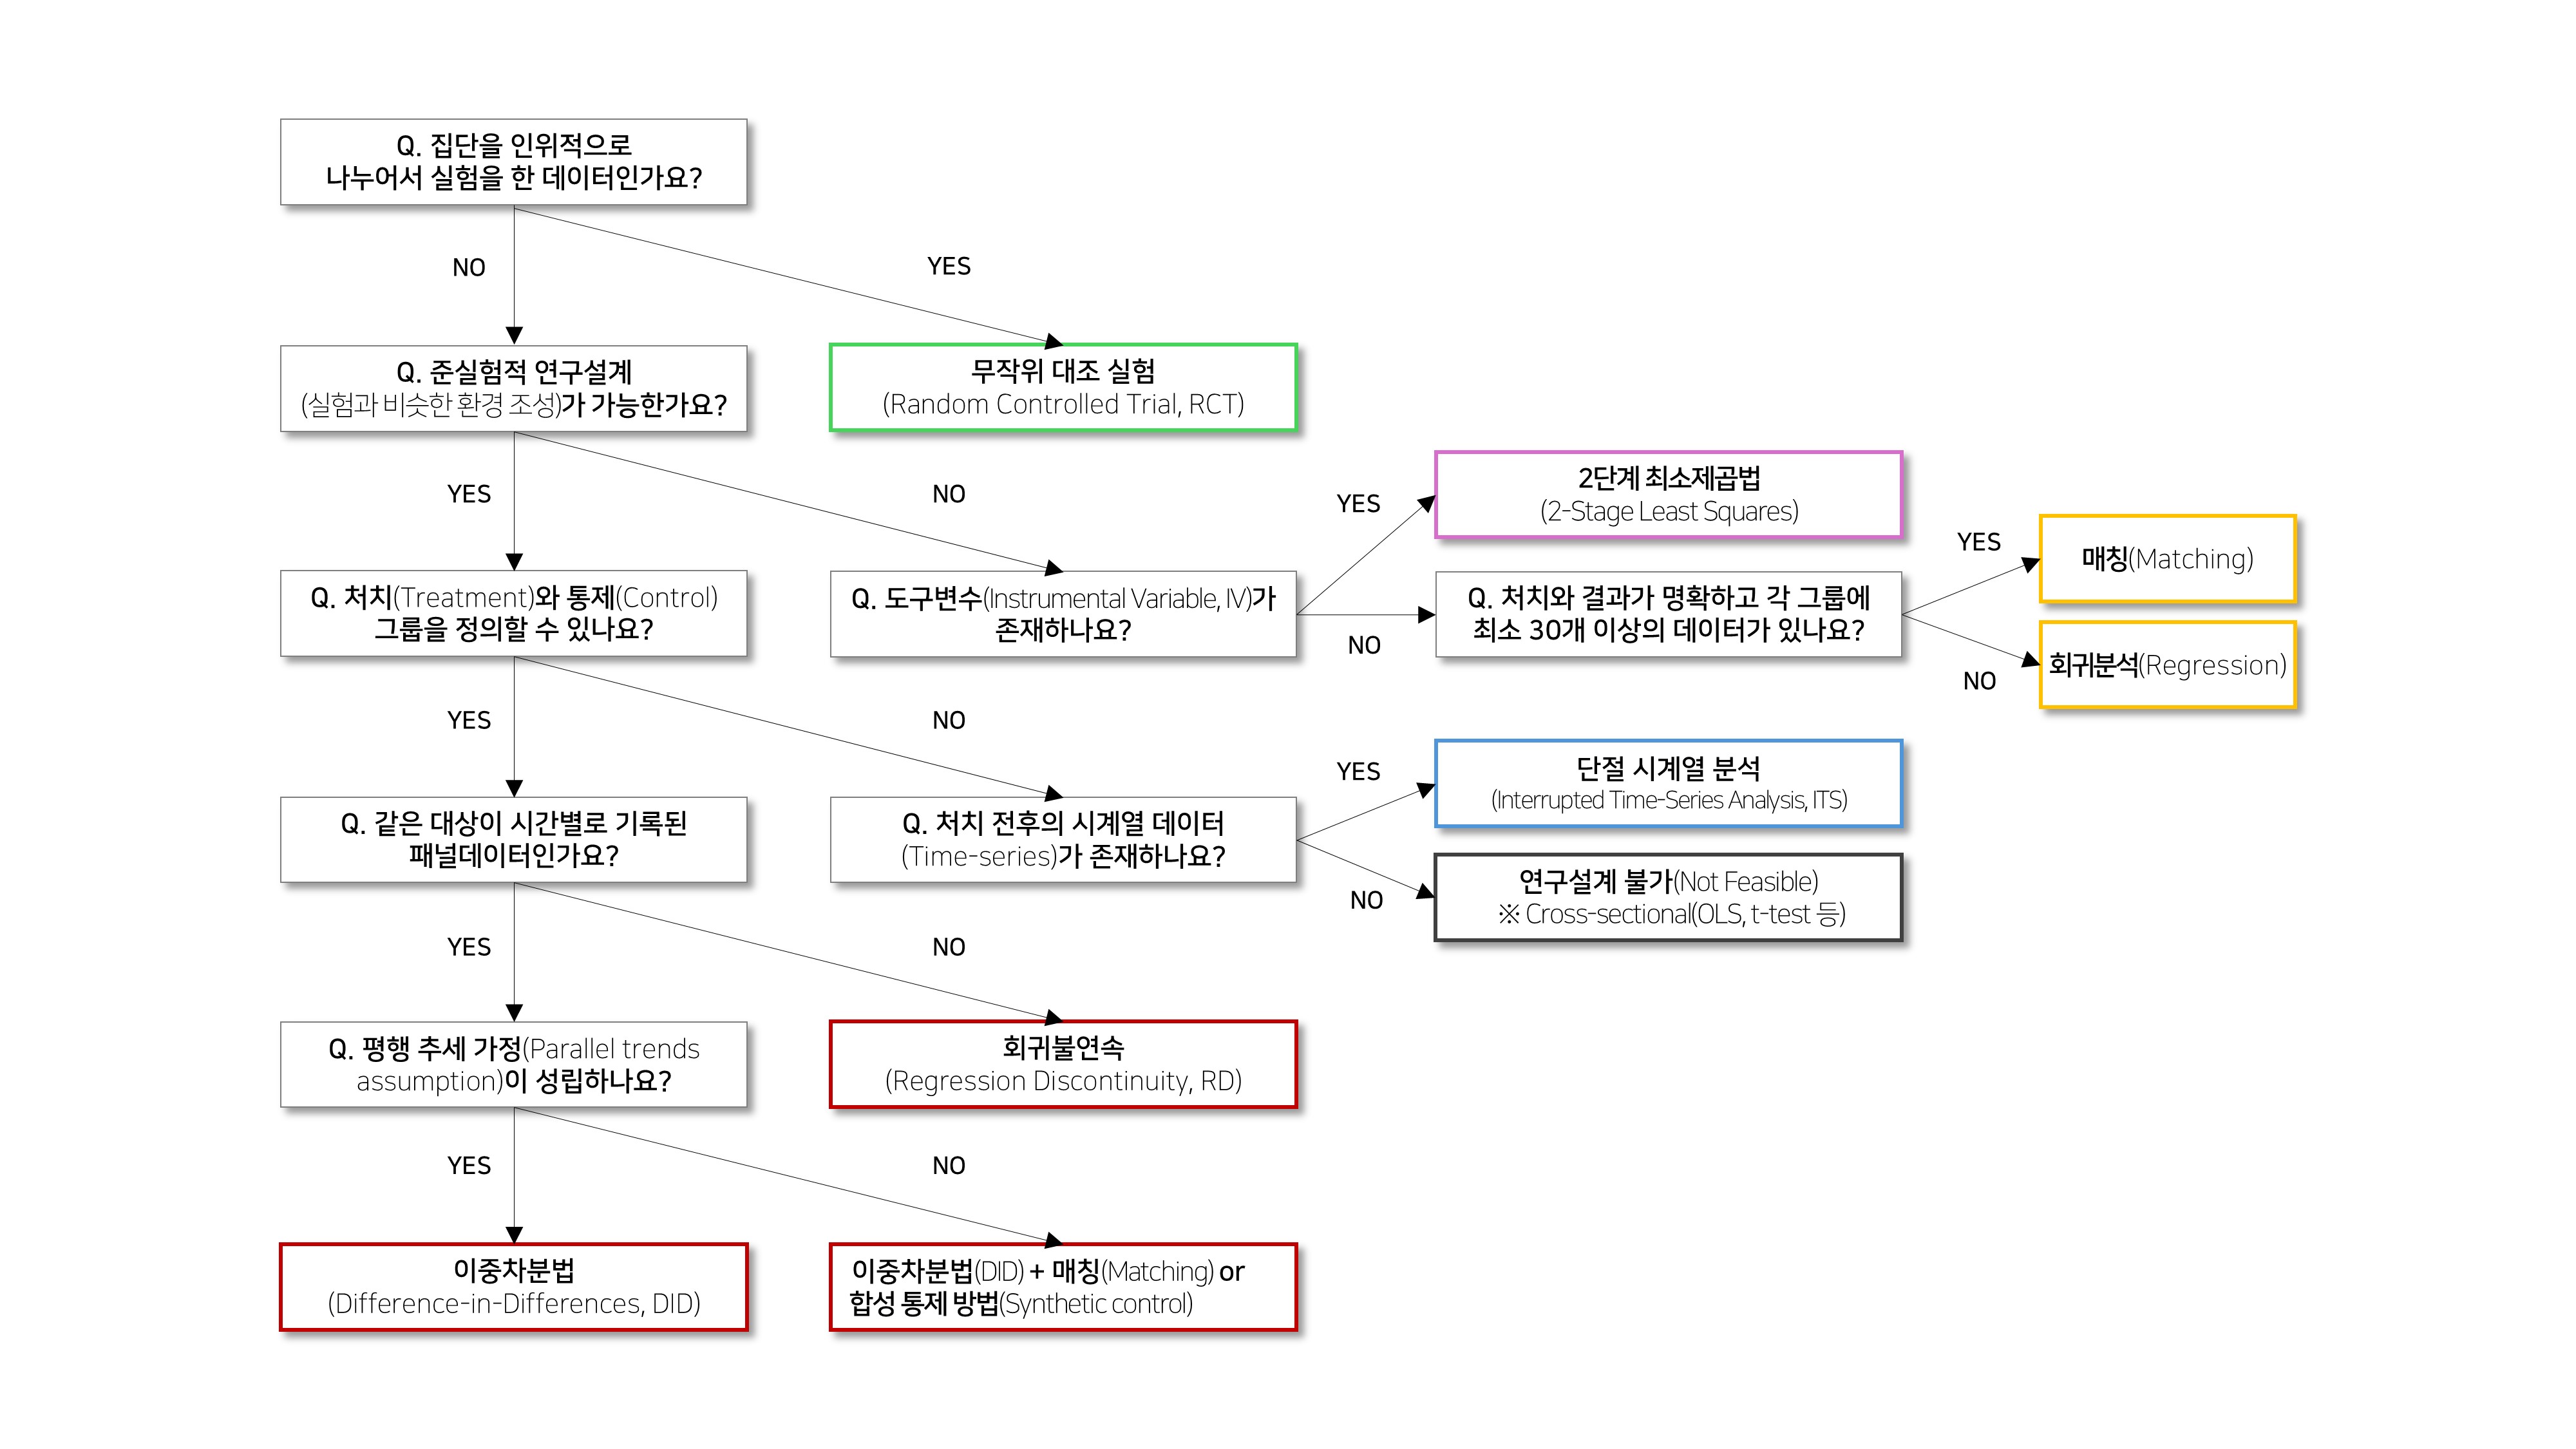 Q. 집단을 인위적으로
나누어서 실험을 한 데이터인가요?
NO
YES
Q. 준실험적 연구설계
(실험과 비슷한 환경 조성)가 가능한가요?
무작위 대조 실험
(Random Controlled Trial, RCT)
YES
NO
YES
2단계 최소제곱법
(2-Stage Least Squares)
YES
매칭(Matching)
Q. 처치(Treatment)와 통제(Control)
그룹을 정의할 수 있나요?
Q. 도구변수(Instrumental Variable, IV)가
존재하나요?
NO
Q. 처치와 결과가 명확하고 각 그룹에
최소 30개 이상의 데이터가 있나요?
NO
회귀분석(Regression)
YES
NO
YES
단절 시계열 분석
(Interrupted Time-Series Analysis, ITS)
Q. 같은 대상이 시간별로 기록된
패널데이터인가요?
Q. 처치 전후의 시계열 데이터
(Time-series)가 존재하나요?
NO
연구설계 불가(Not Feasible)
※ Cross-sectional(OLS, t-test 등)
YES
NO
Q. 평행 추세 가정(Parallel trends
assumption)이 성립하나요?
회귀불연속
(Regression Discontinuity, RD)
YES
NO
이중차분법
(Difference-in-Differences, DID)
이중차분법(DID) + 매칭(Matching) or
합성 통제 방법(Synthetic control)